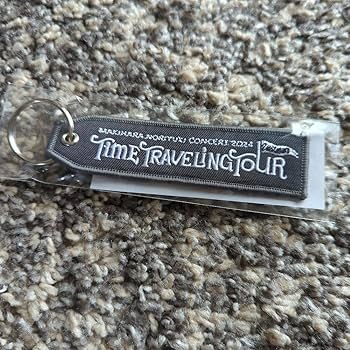 MAKIHARA NORIYUKI CONCERT 2024
TIME TRAVELING TOUR